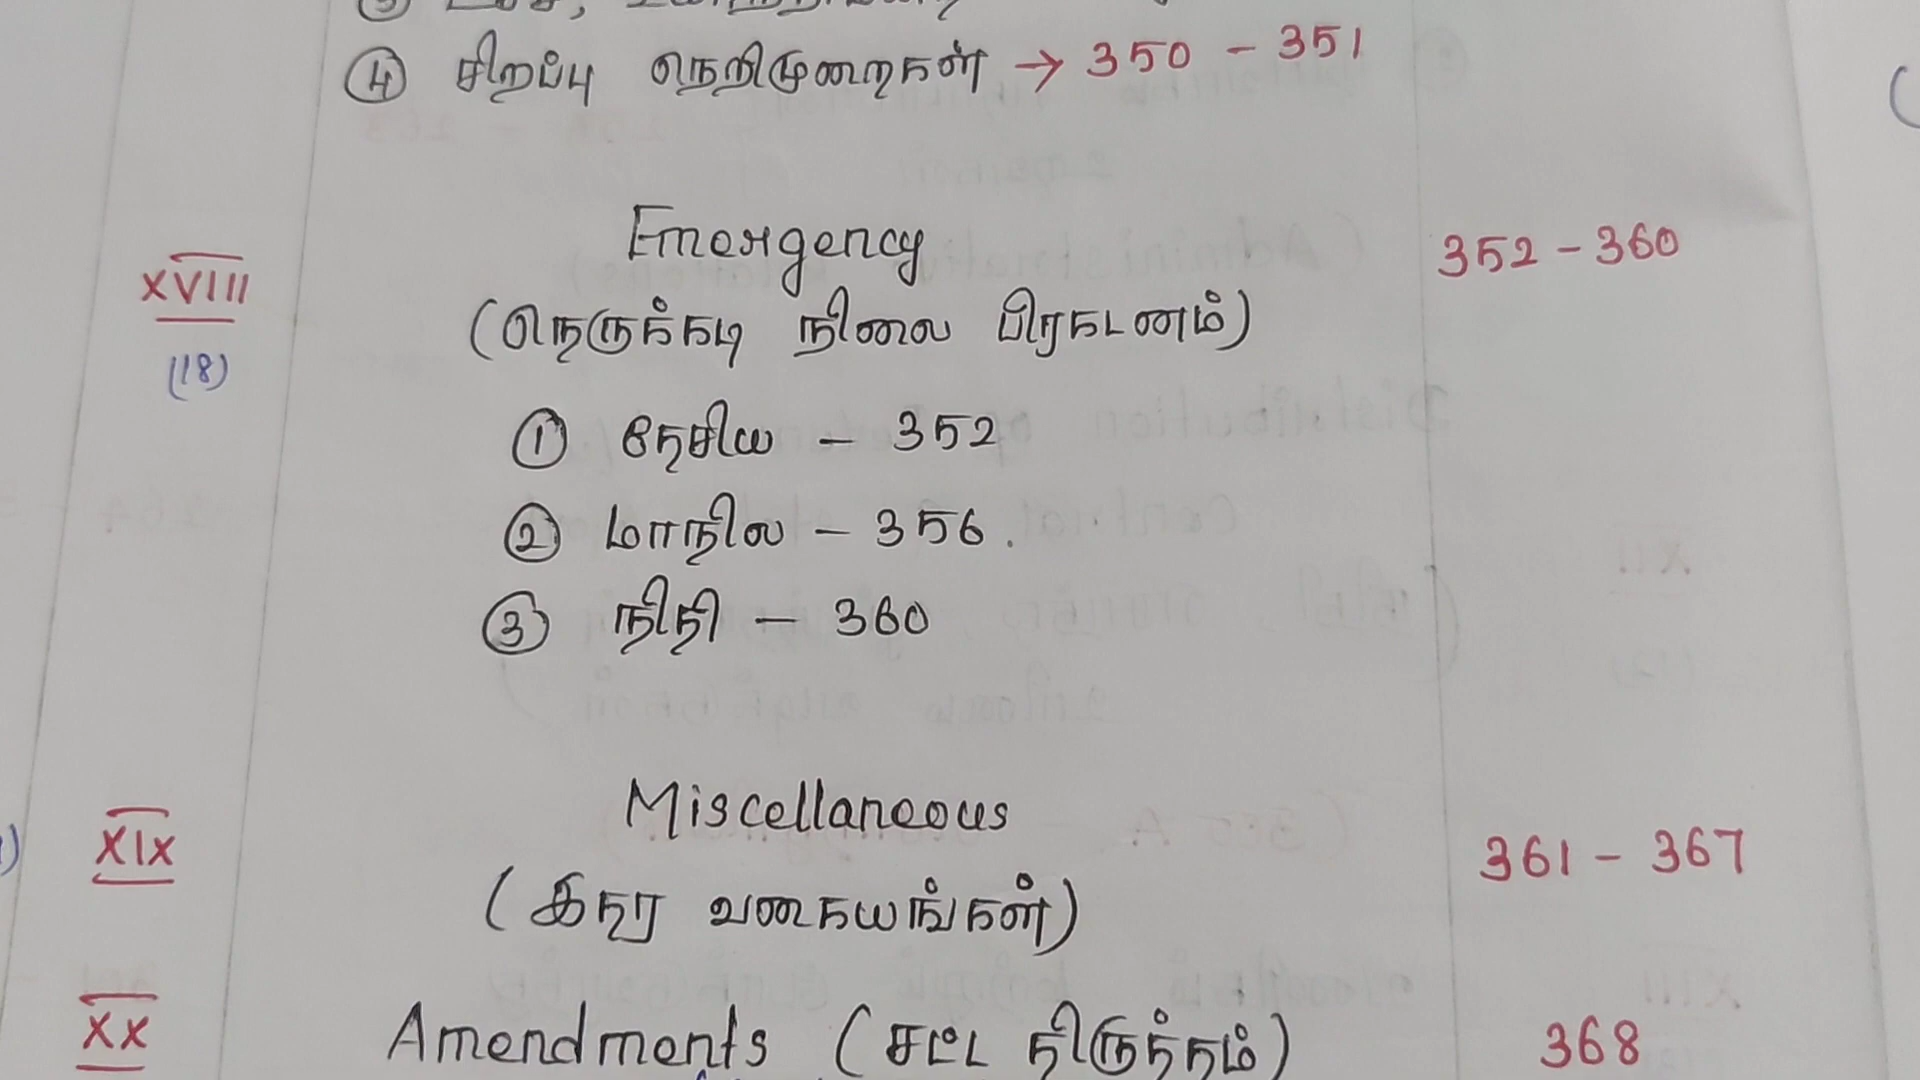 ④ சிறப்பு நெறிமுறைகள் → 350 - 351
XVIII (18) Emergency 352 - 360
(நெருக்கடி நிலை பிரகடனம்)
① தேசிய - 352
② மாநில - 356.
③ நிதி - 360
XIX Miscellaneous 361 - 367
(இதர வகையங்கள்)
XX Amendments (சட்ட திருத்தம்) 368